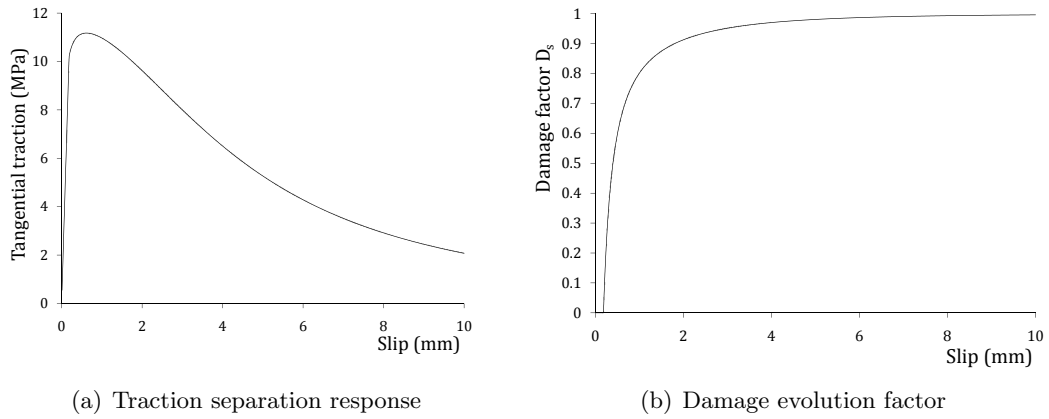 12
10
8
6
4
2
0
Tangential traction (MPa)
0 2 4 6 8 10
Slip (mm)
(a) Traction separation response
1
0.9
0.8
0.7
0.6
0.5
0.4
0.3
0.2
0.1
0
Damage factor Ds
0 2 4 6 8 10
Slip (mm)
(b) Damage evolution factor